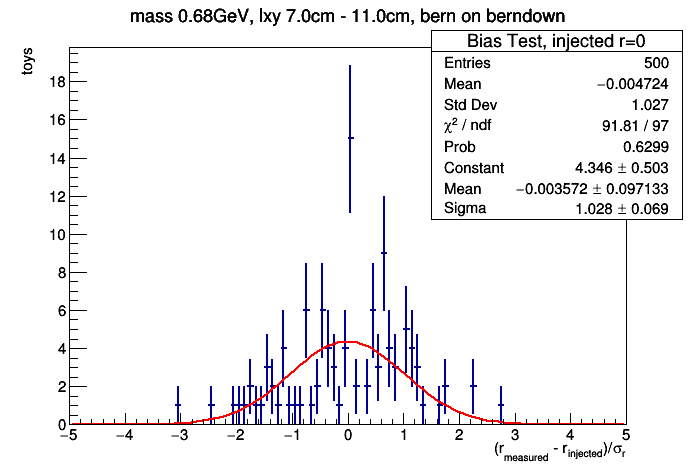 mass 0.68GeV, lxy 7.0cm - 11.0cm, bern on berndown
Bias Test, injected r=0
Entries 500
Mean −0.004724
Std Dev 1.027
χ² / ndf 91.81 / 97
Prob 0.6299
Constant 4.346 ± 0.503
Mean −0.003572 ± 0.097133
Sigma 1.028 ± 0.069
toys
18
16
14
12
10
8
6
4
2
0
−5 −4 −3 −2 −1 0 1 2 3 4 5
(r_measured - r_injected)/σ_r